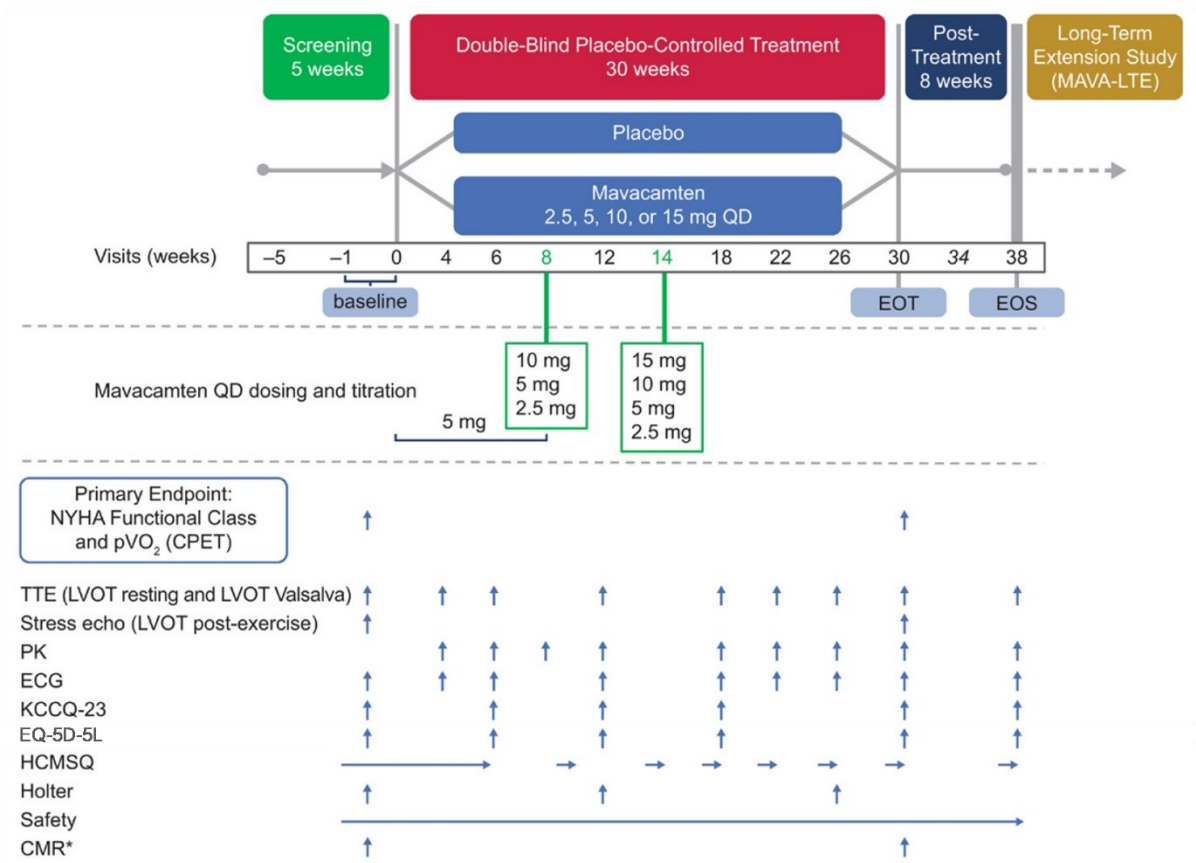 Screening
5 weeks
Double-Blind Placebo-Controlled Treatment
30 weeks
Post-
Treatment
8 weeks
Long-Term
Extension Study
(MAVA-LTE)
Placebo
Mavacamten
2.5, 5, 10, or 15 mg QD
Visits (weeks) –5 –1 0 4 6 8 12 14 18 22 26 30 34 38
baseline EOT EOS
Mavacamten QD dosing and titration
5 mg
10 mg
5 mg
2.5 mg
15 mg
10 mg
5 mg
2.5 mg
Primary Endpoint:
NYHA Functional Class
and pVO₂ (CPET)
TTE (LVOT resting and LVOT Valsalva)
Stress echo (LVOT post-exercise)
PK
ECG
KCCQ-23
EQ-5D-5L
HCMSQ
Holter
Safety
CMR*